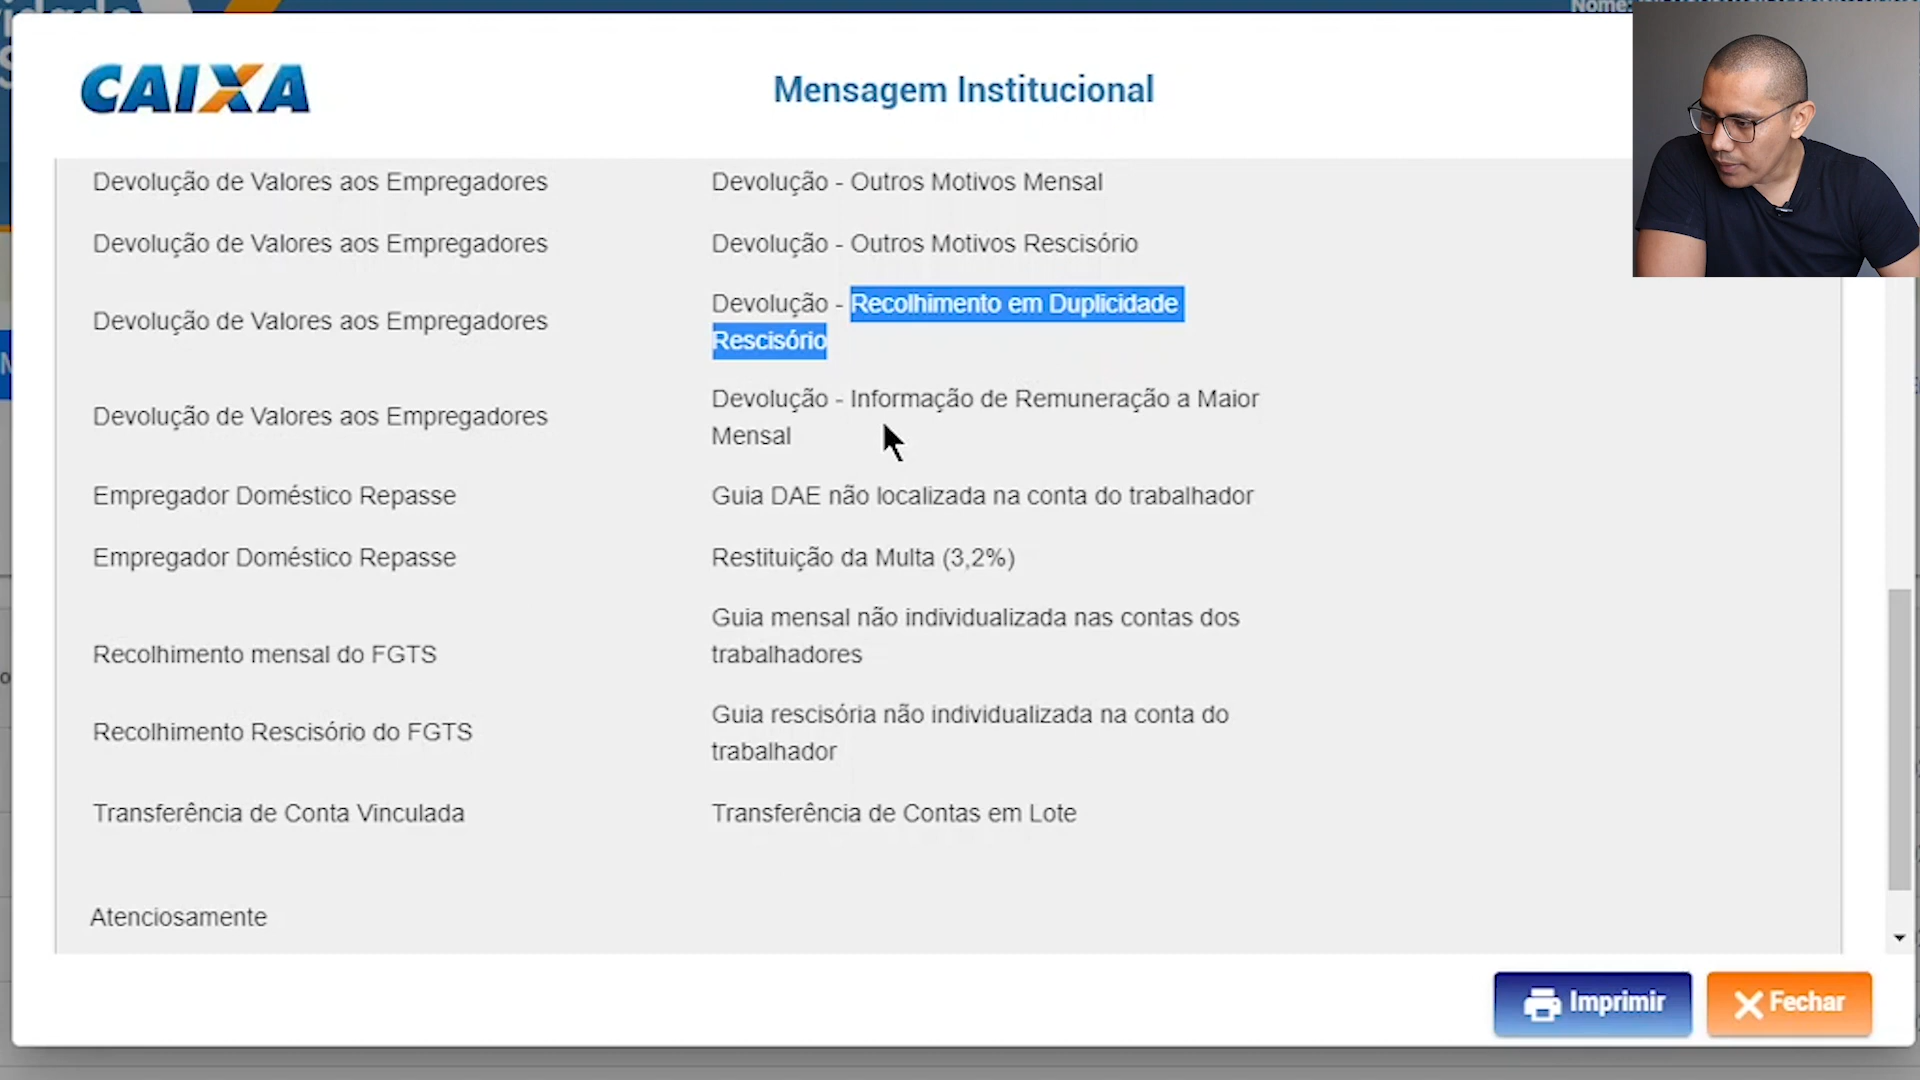 Nome:
CAIXA
Mensagem Institucional
Devolução de Valores aos Empregadores
Devolução - Outros Motivos Mensal
Devolução de Valores aos Empregadores
Devolução - Outros Motivos Rescisório
Devolução de Valores aos Empregadores
Devolução - Recolhimento em Duplicidade
Rescisório
Devolução de Valores aos Empregadores
Devolução - Informação de Remuneração a Maior
Mensal
Empregador Doméstico Repasse
Guia DAE não localizada na conta do trabalhador
Empregador Doméstico Repasse
Restituição da Multa (3,2%)
Recolhimento mensal do FGTS
Guia mensal não individualizada nas contas dos
trabalhadores
Recolhimento Rescisório do FGTS
Guia rescisória não individualizada na conta do
trabalhador
Transferência de Conta Vinculada
Transferência de Contas em Lote
Atenciosamente
Imprimir
Fechar